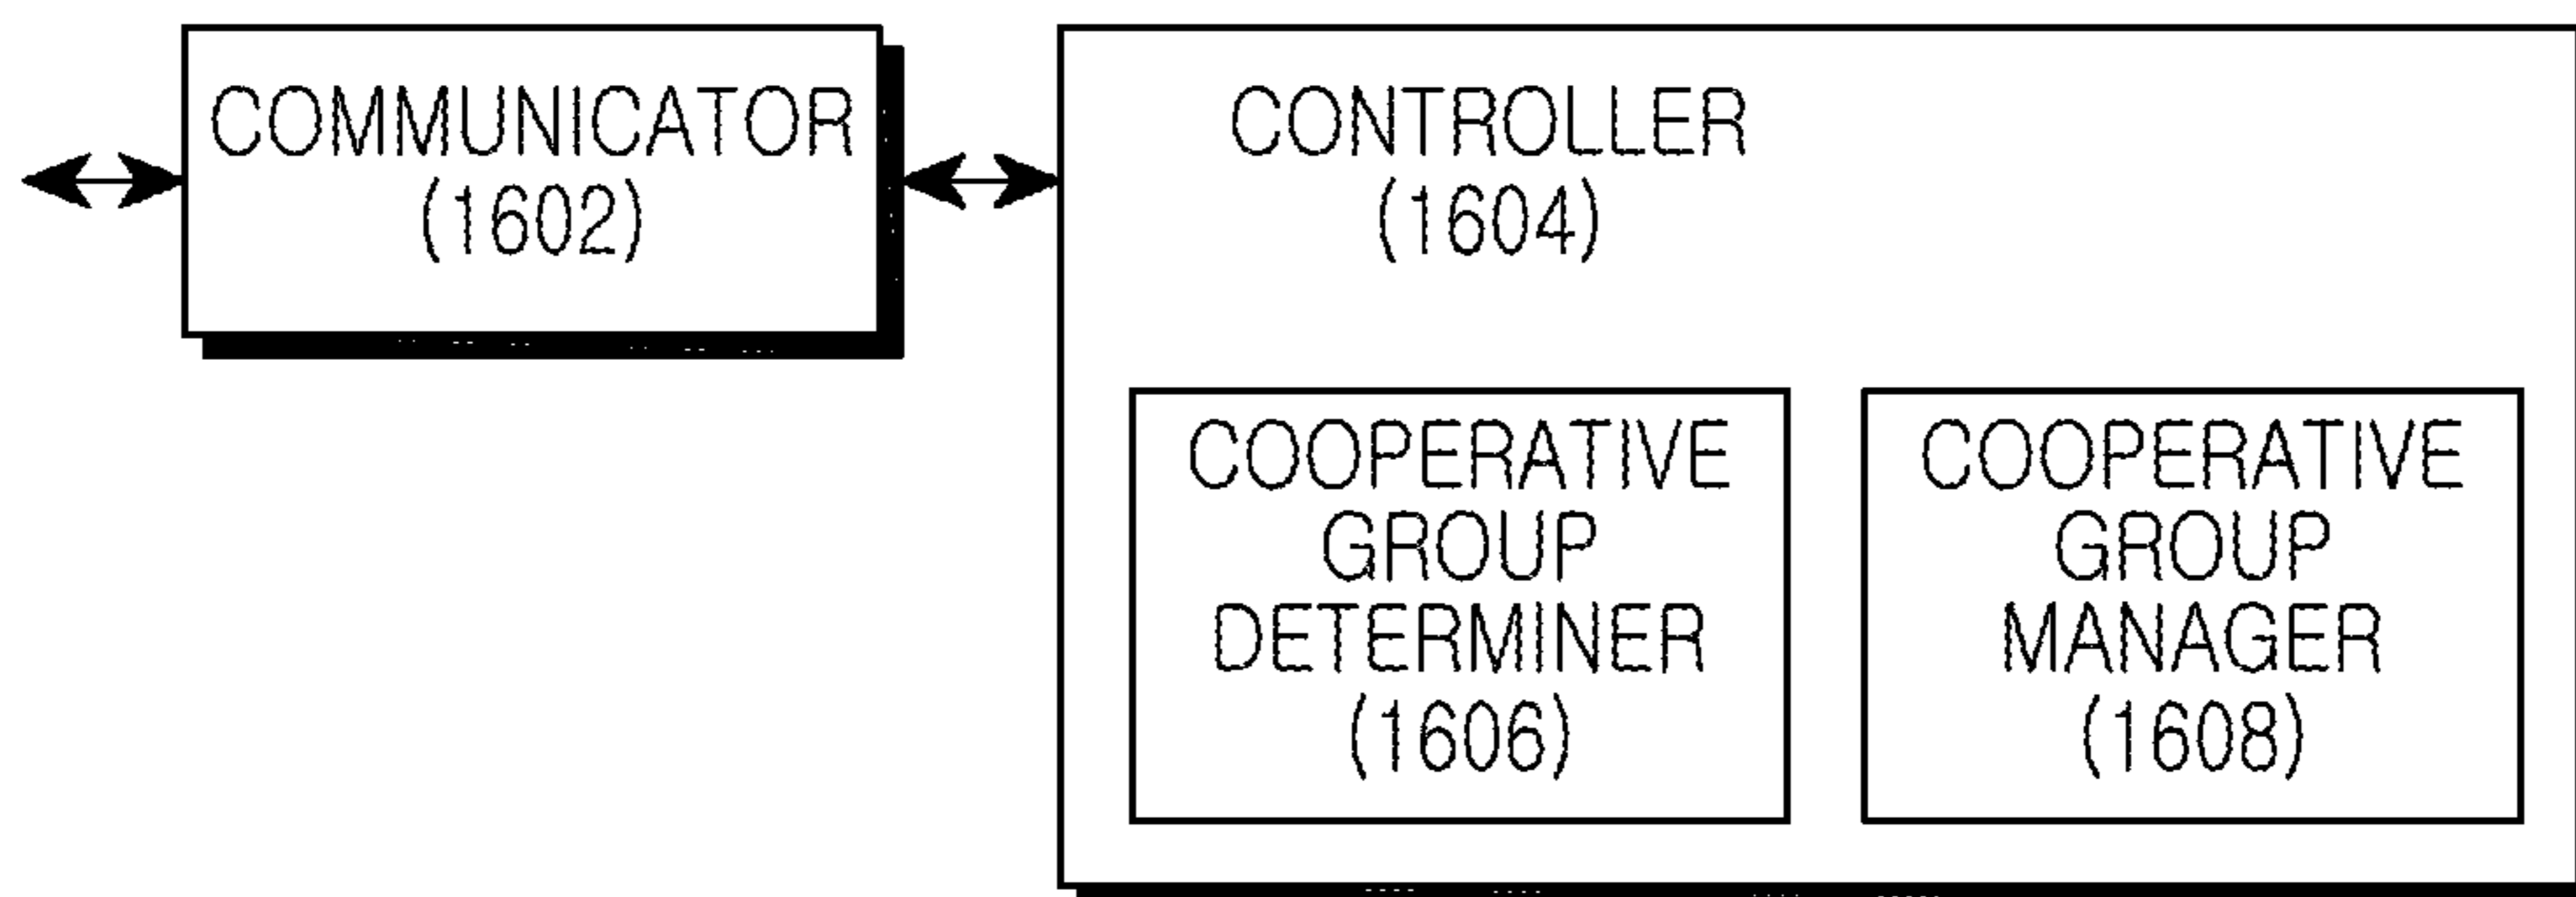 COMMUNICATOR
(1602)
CONTROLLER
(1604)
COOPERATIVE
GROUP
DETERMINER
(1606)
COOPERATIVE
GROUP
MANAGER
(1608)